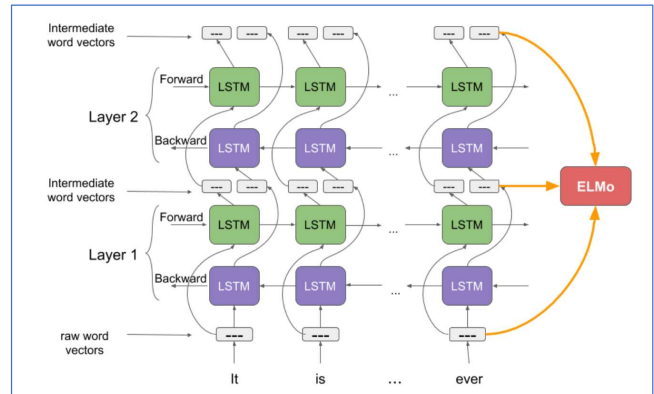 Intermediate
word vectors
--- --- --- --- --- ---
Forward
LSTM LSTM ... LSTM
Layer 2
Backward
LSTM LSTM ... LSTM
Intermediate
word vectors
--- --- --- --- --- ---
ELMo
Forward
LSTM LSTM ... LSTM
Layer 1
Backward
LSTM LSTM ... LSTM
raw word
vectors
--- --- ---
It is ... ever